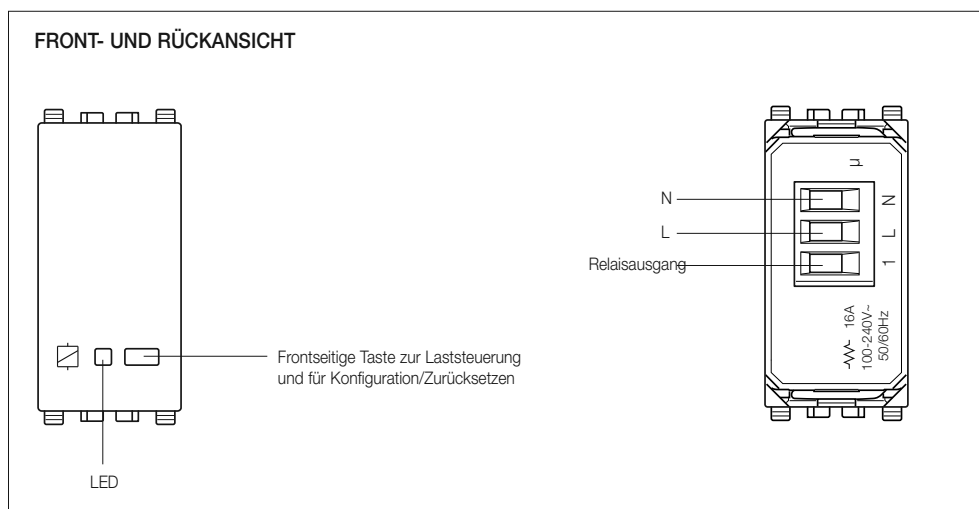 FRONT- UND RÜCKANSICHT
N
L
Relaisausgang
µ
N
L
1
16A
100-240V~
50/60Hz
Frontseitige Taste zur Laststeuerung
und für Konfiguration/Zurücksetzen
LED